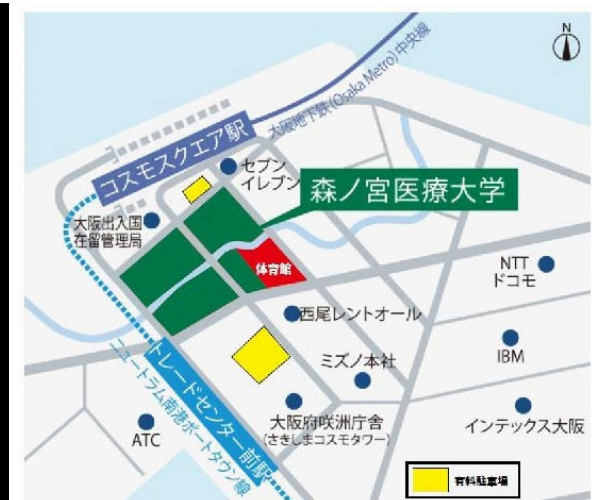 N
大阪地下鉄(Osaka Metro)中央線
コスモスクエア駅
セブン
イレブン
森ノ宮医療大学
大阪出入国
在留管理局
体育館
NTT
ドコモ
西尾レントオール
IBM
ミズノ本社
トレードセンター前駅
ニュートラム南港ポートタウン線
ATC
大阪府咲洲庁舎
(さきしまコスモタワー)
インテックス大阪
有料駐車場